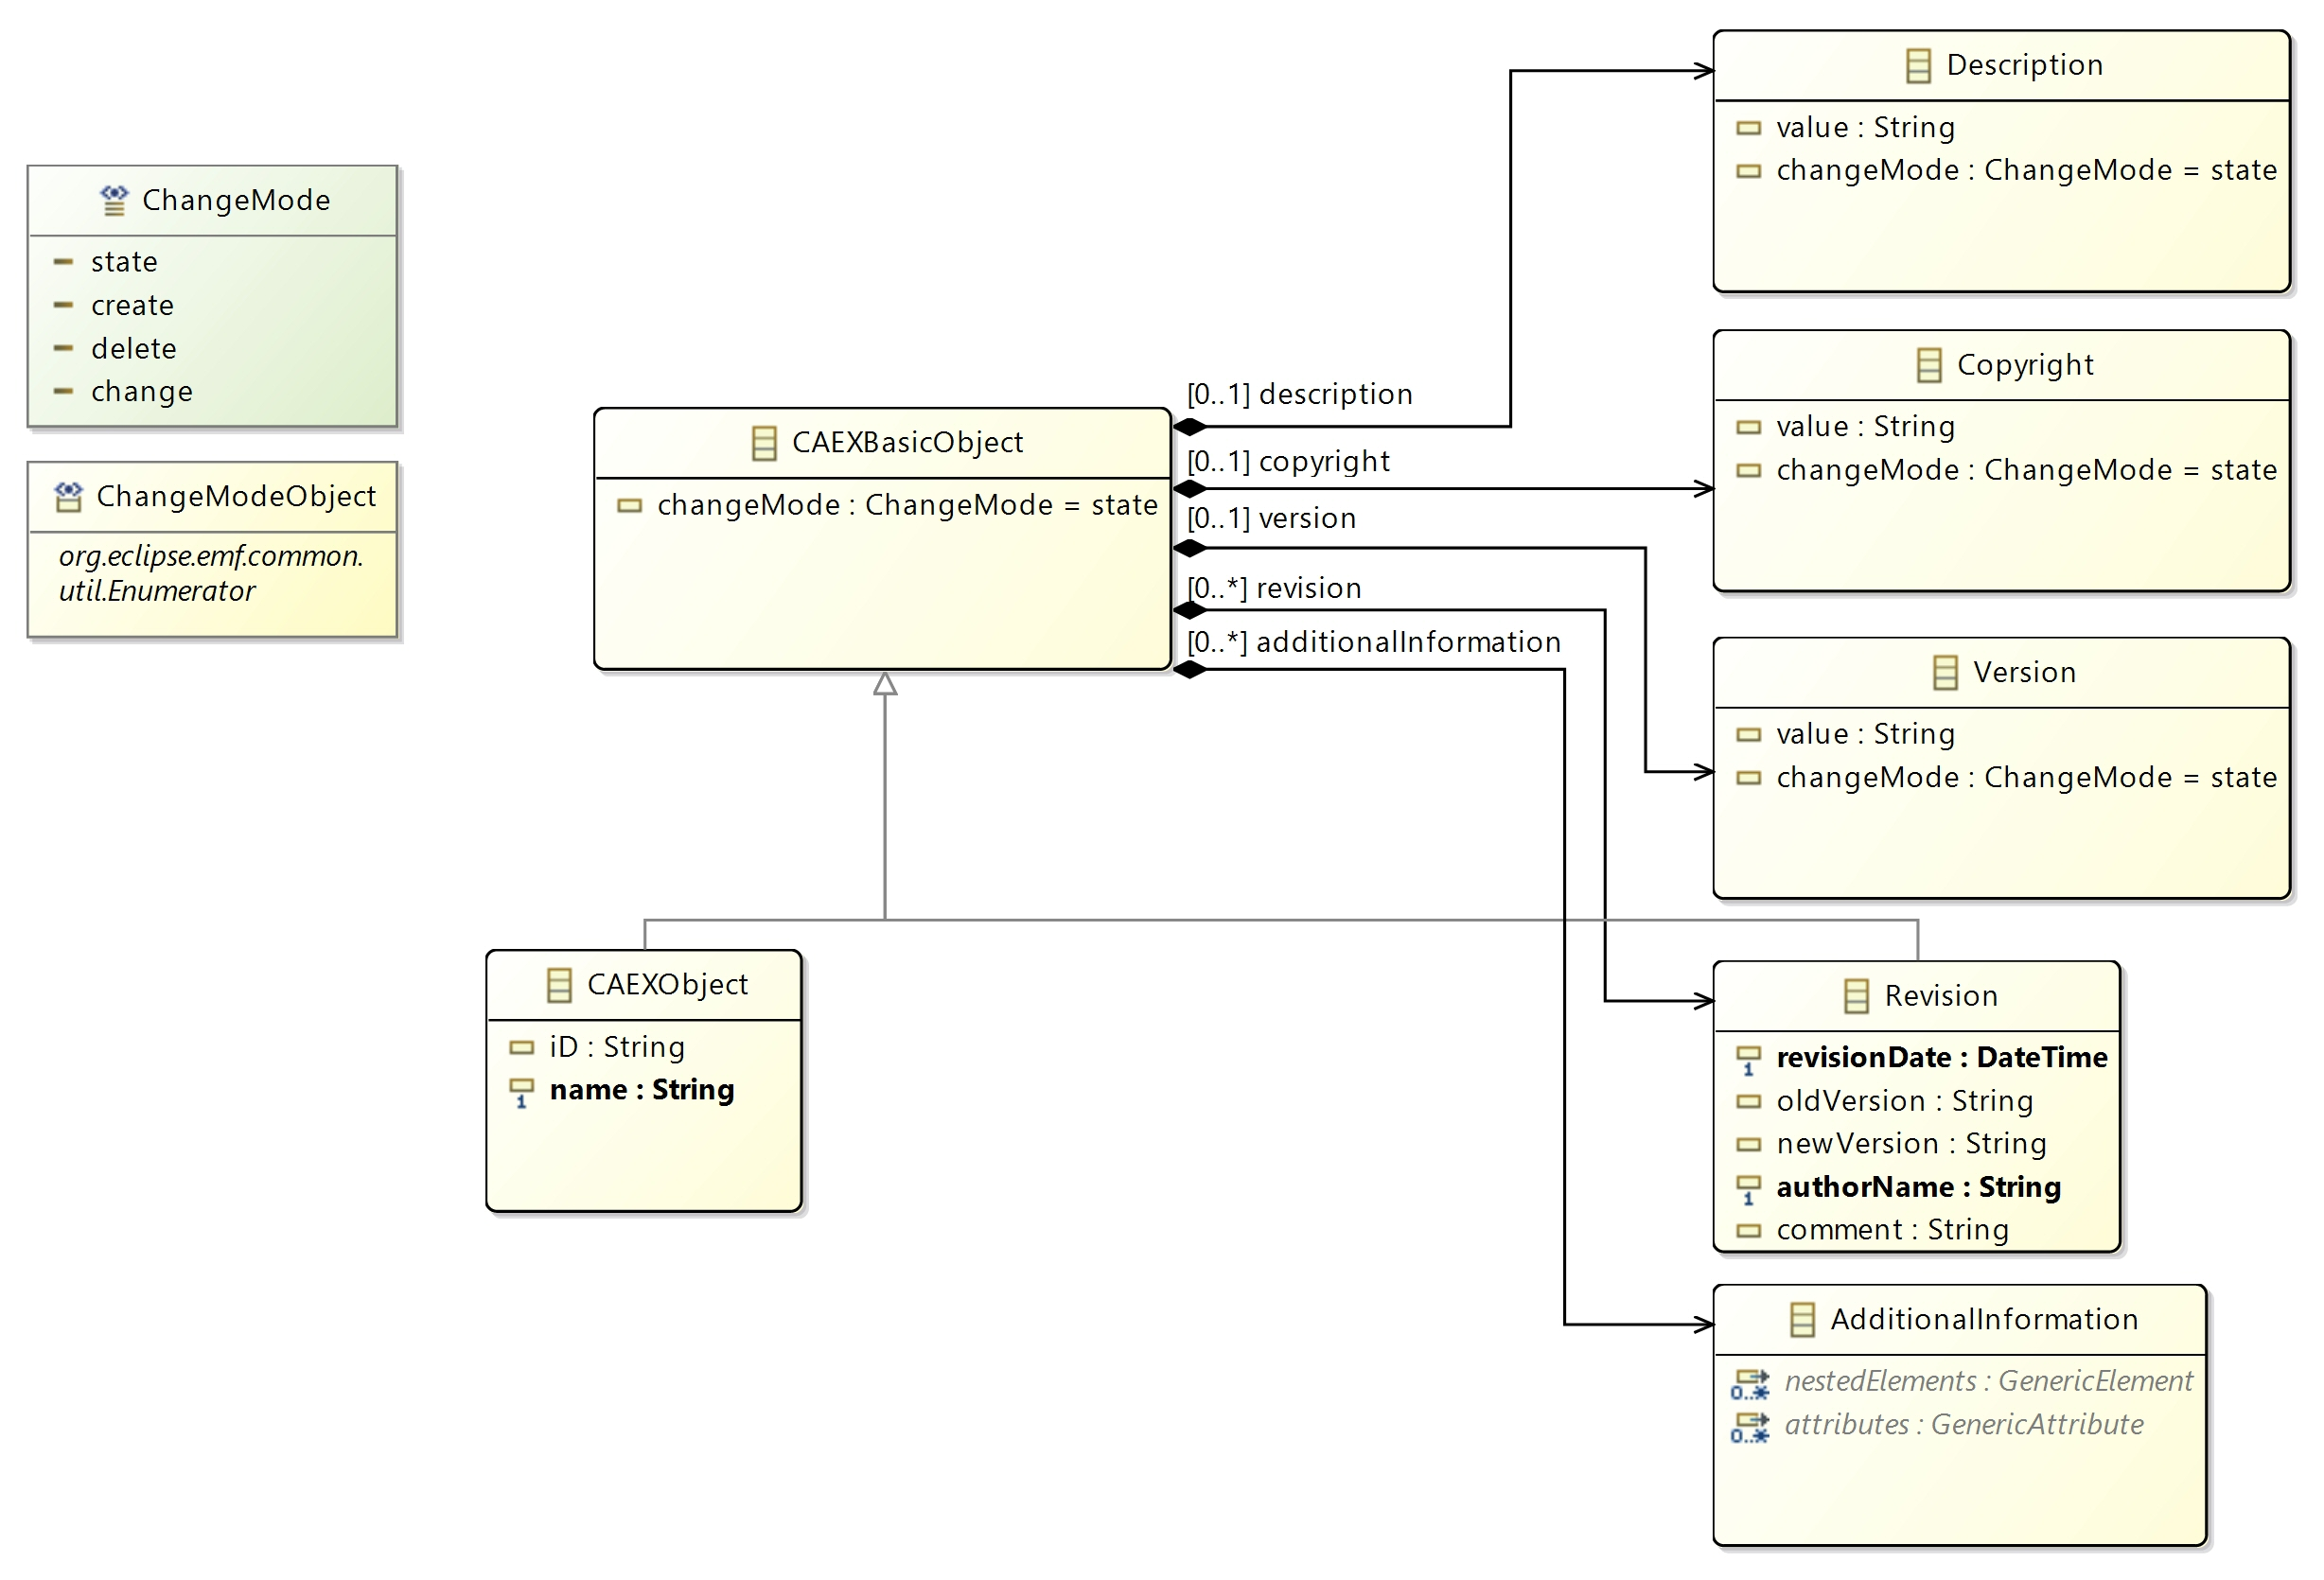 ChangeMode
state
create
delete
change
ChangeModeObject
org.eclipse.emf.common.
util.Enumerator
CAEXBasicObject
changeMode : ChangeMode = state
[0..1] description
[0..1] copyright
[0..1] version
[0..*] revision
[0..*] additionalInformation
Description
value : String
changeMode : ChangeMode = state
Copyright
value : String
changeMode : ChangeMode = state
Version
value : String
changeMode : ChangeMode = state
CAEXObject
iD : String
1 name : String
Revision
1 revisionDate : DateTime
oldVersion : String
newVersion : String
1 authorName : String
comment : String
AdditionalInformation
0..* nestedElements : GenericElement
0..* attributes : GenericAttribute